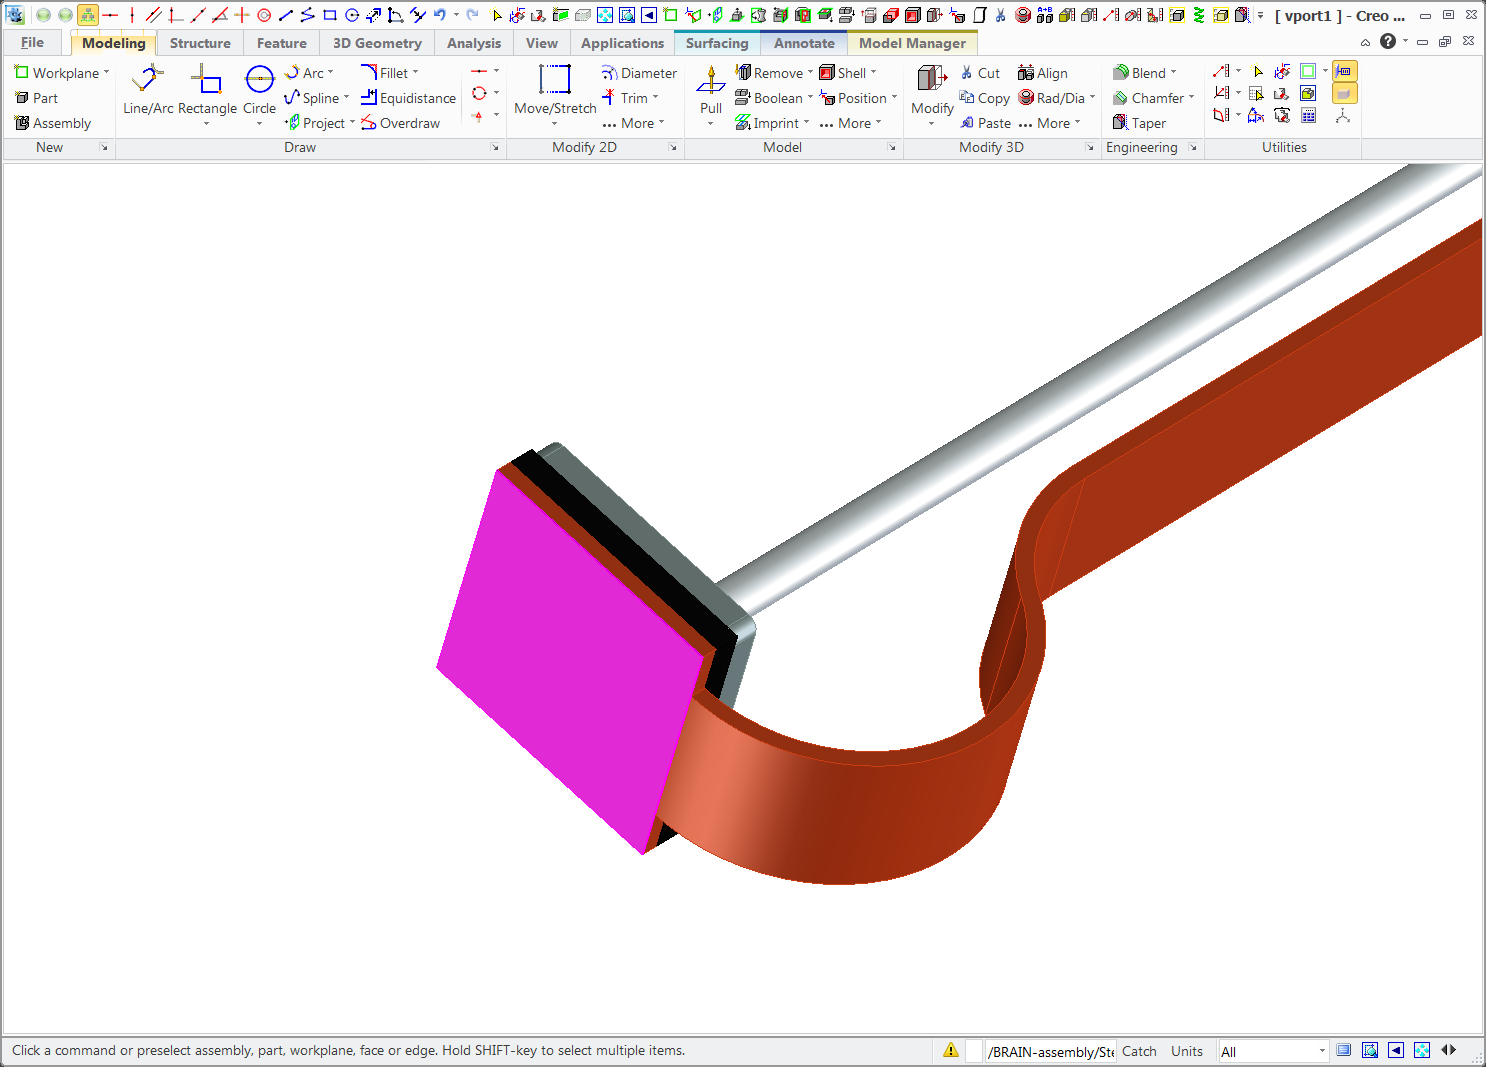 [ vport1 ] - Creo ...
File Modeling Structure Feature 3D Geometry Analysis View Applications Surfacing Annotate Model Manager
Workplane Arc Fillet Diameter Remove Shell Cut Align Blend
Part Spline Equidistance Trim Boolean Position Copy Rad/Dia Chamfer
Line/Arc Rectangle Circle Move/Stretch Pull Modify
Assembly Project Overdraw ... More Imprint ... More Paste ... More Taper
New Draw Modify 2D Model Modify 3D Engineering Utilities
Click a command or preselect assembly, part, workplane, face or edge. Hold SHIFT-key to select multiple items. /BRAIN-assembly/Ste Catch Units All